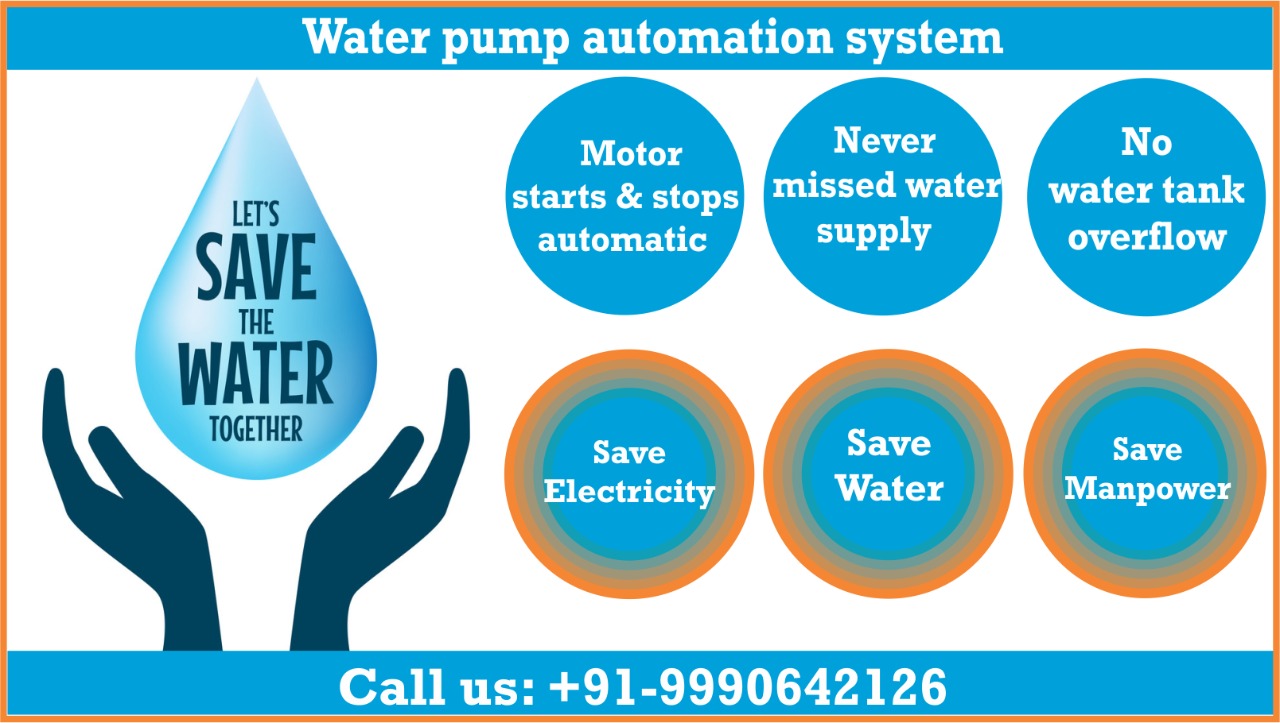 Water pump automation system
LET'S
SAVE
THE
WATER
TOGETHER
Motor
starts & stops
automatic
Never
missed water
supply
No
water tank
overflow
Save
Electricity
Save
Water
Save
Manpower
Call us: +91-9990642126